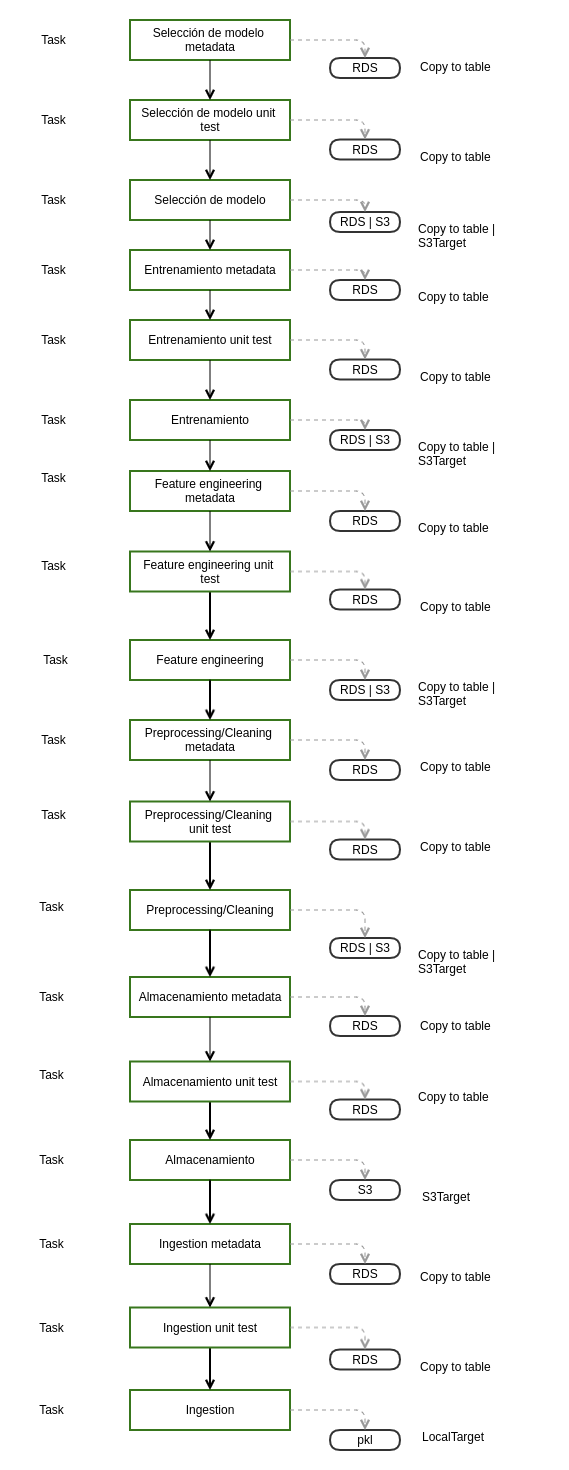 Task
Selección de modelo
metadata
RDS
Copy to table
Task
Selección de modelo unit
test
RDS
Copy to table
Task
Selección de modelo
RDS | S3
Copy to table |
S3Target
Task
Entrenamiento metadata
RDS
Copy to table
Task
Entrenamiento unit test
RDS
Copy to table
Task
Entrenamiento
RDS | S3
Copy to table |
S3Target
Task
Feature engineering
metadata
RDS
Copy to table
Task
Feature engineering unit
test
RDS
Copy to table
Task
Feature engineering
RDS | S3
Copy to table |
S3Target
Task
Preprocessing/Cleaning
metadata
RDS
Copy to table
Task
Preprocessing/Cleaning
unit test
RDS
Copy to table
Task
Preprocessing/Cleaning
RDS | S3
Copy to table |
S3Target
Task
Almacenamiento metadata
RDS
Copy to table
Task
Almacenamiento unit test
RDS
Copy to table
Task
Almacenamiento
S3
S3Target
Task
Ingestion metadata
RDS
Copy to table
Task
Ingestion unit test
RDS
Copy to table
Task
Ingestion
pkl
LocalTarget